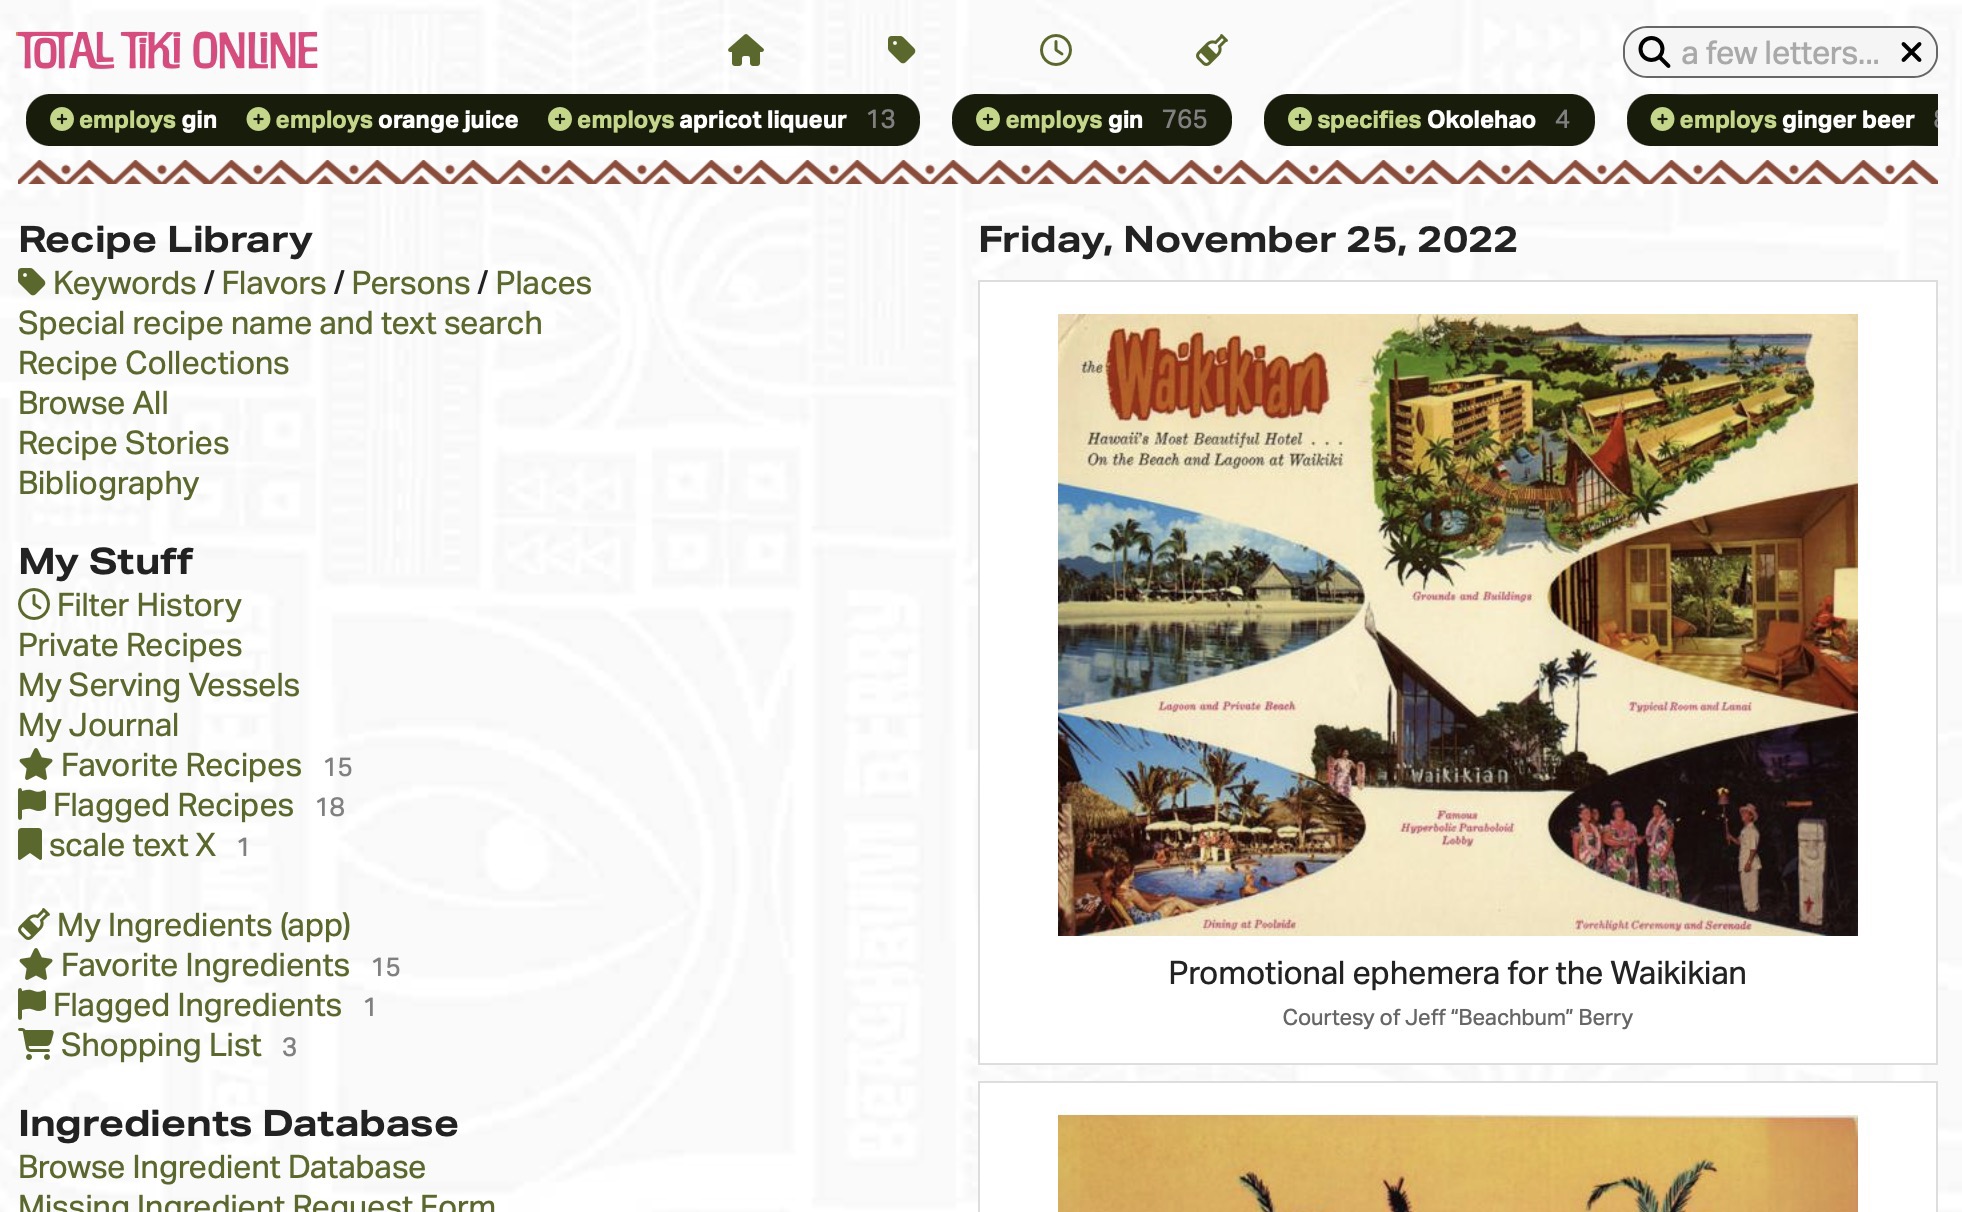 TOTAL TiKi ONLiNE
a few letters...
employs gin employs orange juice employs apricot liqueur 13
employs gin 765
specifies Okolehao 4
employs ginger beer
Recipe Library
Keywords / Flavors / Persons / Places
Special recipe name and text search
Recipe Collections
Browse All
Recipe Stories
Bibliography
My Stuff
Filter History
Private Recipes
My Serving Vessels
My Journal
Favorite Recipes 15
Flagged Recipes 18
scale text X 1
My Ingredients (app)
Favorite Ingredients 15
Flagged Ingredients 1
Shopping List 3
Ingredients Database
Browse Ingredient Database
Missing Ingredient Request Form
Friday, November 25, 2022
the Waikikian
Hawaii's Most Beautiful Hotel . . .
On the Beach and Lagoon at Waikiki
Grounds and Buildings
Lagoon and Private Beach
Typical Room and Lanai
Waikikian
Famous
Hyperbolic Paraboloid
Lobby
Dining at Poolside
Torchlight Ceremony and Serenade
Promotional ephemera for the Waikikian
Courtesy of Jeff “Beachbum” Berry